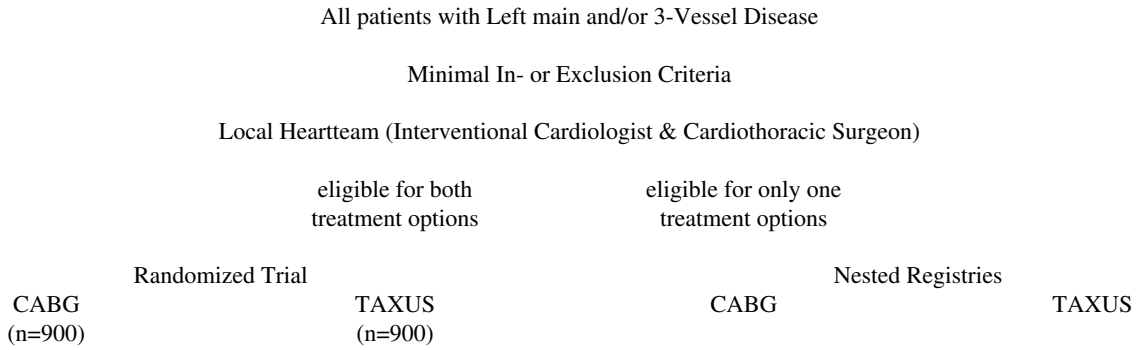 All patients with Left main and/or 3-Vessel Disease
Minimal In- or Exclusion Criteria
Local Heartteam (Interventional Cardiologist & Cardiothoracic Surgeon)
eligible for both eligible for only one
treatment options treatment options
Randomized Trial Nested Registries
CABG TAXUS CABG TAXUS
(n=900) (n=900)